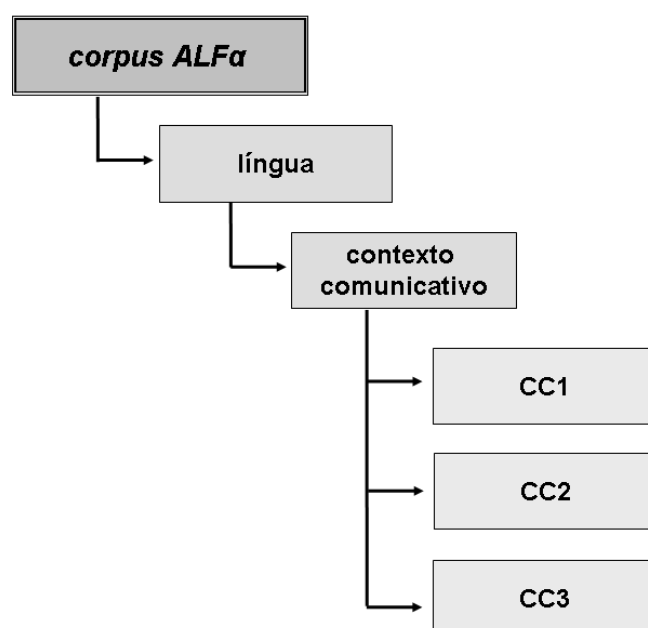 corpus ALFα
língua
contexto
comunicativo
CC1
CC2
CC3